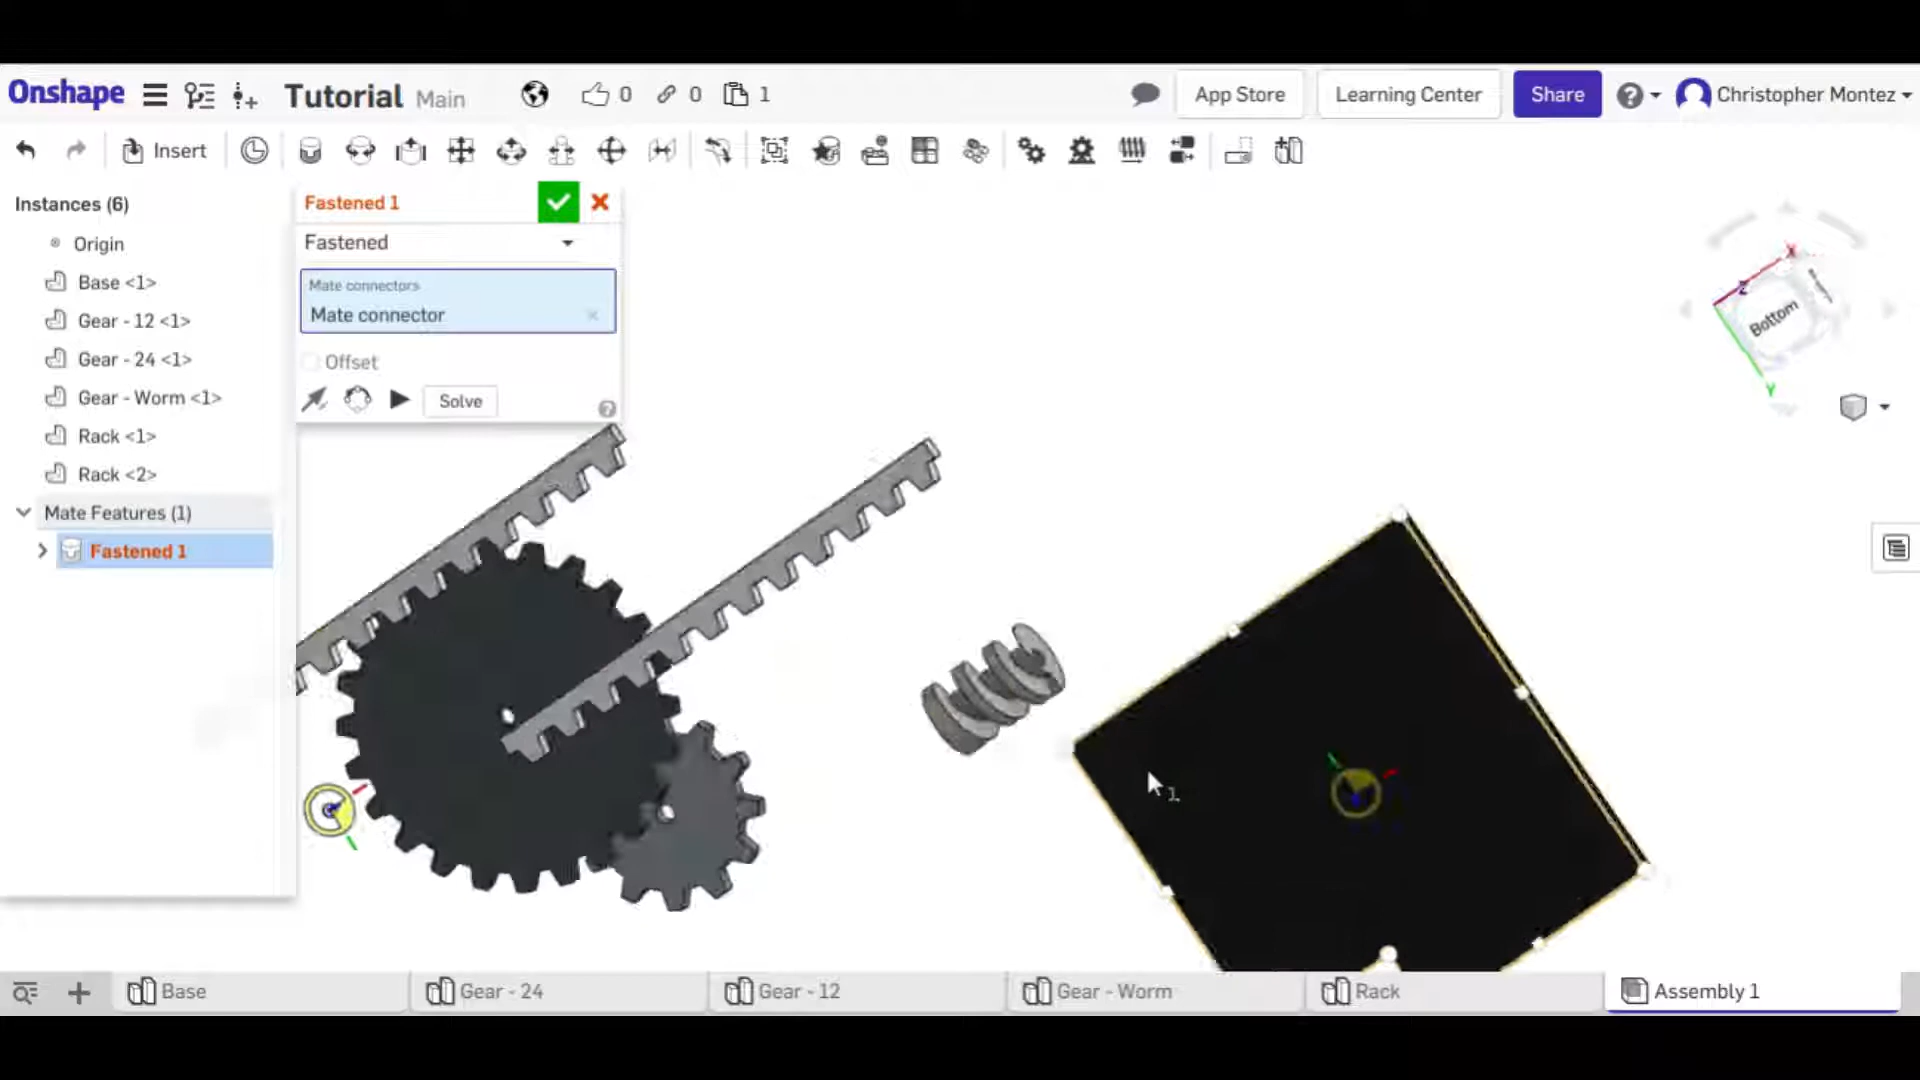 Onshape
Tutorial Main
0
0
1
App Store
Learning Center
Share
Christopher Montez
Insert
Instances (6)
Origin
Base <1>
Gear - 12 <1>
Gear - 24 <1>
Gear - Worm <1>
Rack <1>
Rack <2>
Mate Features (1)
Fastened 1
Fastened 1
Fastened
Mate connectors
Mate connector
Offset
Solve
X
Z
Bottom
Y
Base
Gear - 24
Gear - 12
Gear - Worm
Rack
Assembly 1